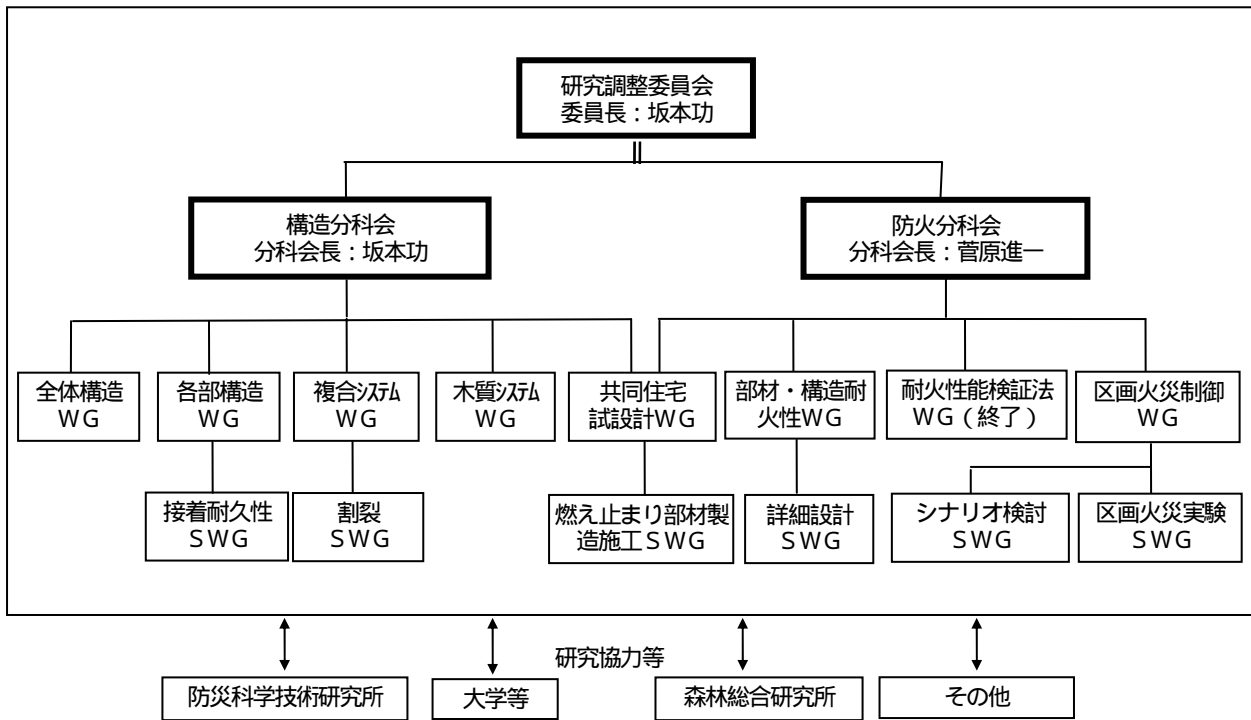 研究調整委員会
委員長：坂本功
構造分科会
分科会長：坂本功
防火分科会
分科会長：菅原進一
全体構造
ＷＧ
各部構造
ＷＧ
複合ｼｽﾃﾑ
ＷＧ
木質ｼｽﾃﾑ
ＷＧ
共同住宅
試設計ＷＧ
部材・構造耐
火性ＷＧ
耐火性能検証法
ＷＧ（終了）
区画火災制御
ＷＧ
接着耐久性
ＳＷＧ
割裂
ＳＷＧ
燃え止まり部材製
造施工ＳＷＧ
詳細設計
ＳＷＧ
シナリオ検討
ＳＷＧ
区画火災実験
ＳＷＧ
研究協力等
防災科学技術研究所
大学等
森林総合研究所
その他